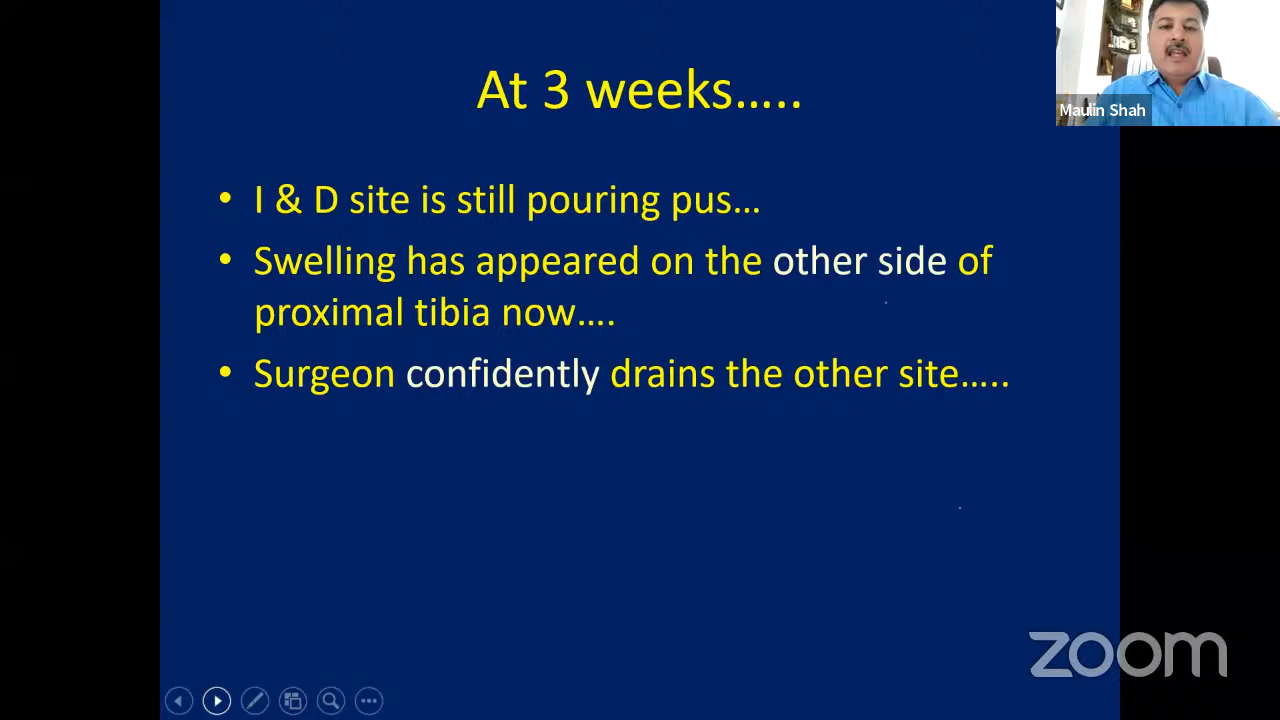 At 3 weeks…..
• I & D site is still pouring pus…
• Swelling has appeared on the other side of
proximal tibia now….
• Surgeon confidently drains the other site…..
Maulin Shah
zoom